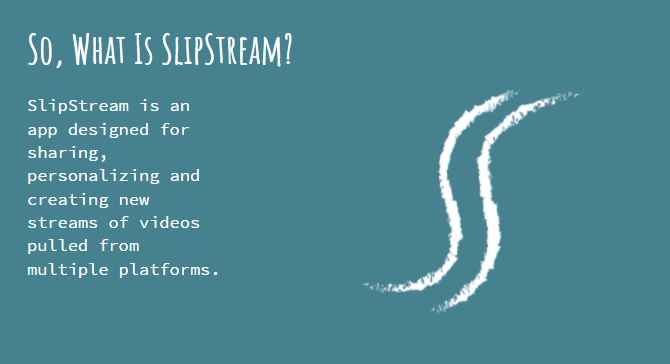 So, What Is SlipStream?
SlipStream is an
app designed for
sharing,
personalizing and
creating new
streams of videos
pulled from
multiple platforms.